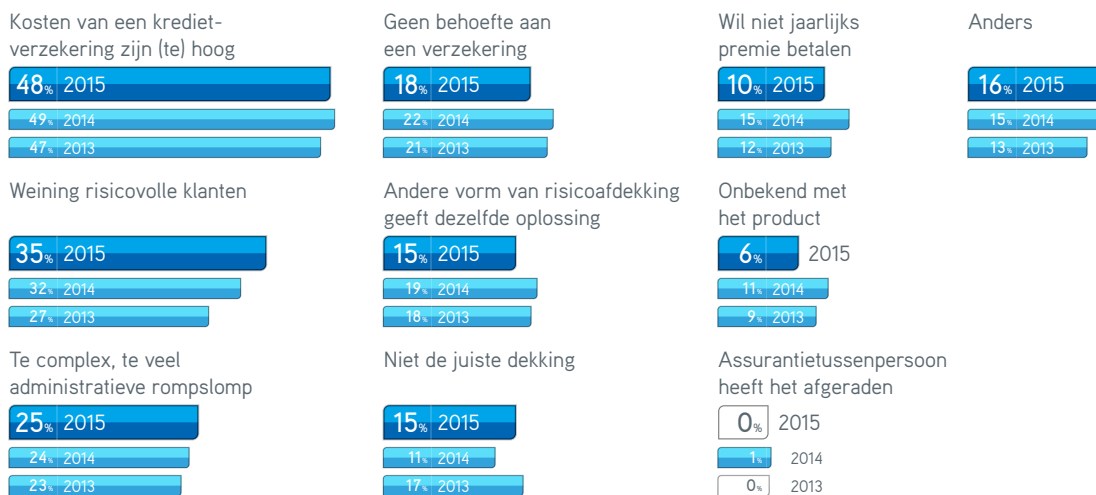 Kosten van een krediet-
verzekering zijn (te) hoog
48% 2015
49% 2014
47% 2013
Geen behoefte aan
een verzekering
18% 2015
22% 2014
21% 2013
Wil niet jaarlijks
premie betalen
10% 2015
15% 2014
12% 2013
Anders
16% 2015
15% 2014
13% 2013
Weining risicovolle klanten
35% 2015
32% 2014
27% 2013
Andere vorm van risicoafdekking
geeft dezelfde oplossing
15% 2015
19% 2014
18% 2013
Onbekend met
het product
6% 2015
11% 2014
9% 2013
Te complex, te veel
administratieve rompslomp
25% 2015
24% 2014
23% 2013
Niet de juiste dekking
15% 2015
11% 2014
17% 2013
Assurantietussenpersoon
heeft het afgeraden
0% 2015
1% 2014
0% 2013